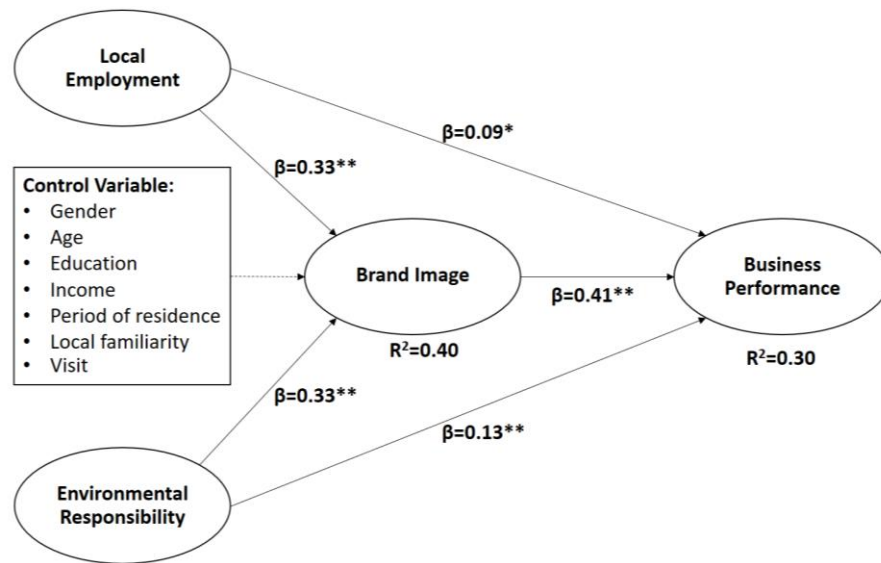 Local
Employment
β=0.09*
β=0.33**
Control Variable:
• Gender
• Age
• Education
• Income
• Period of residence
• Local familiarity
• Visit
Brand Image
β=0.41**
Business
Performance
R²=0.40
R²=0.30
β=0.33**
β=0.13**
Environmental
Responsibility